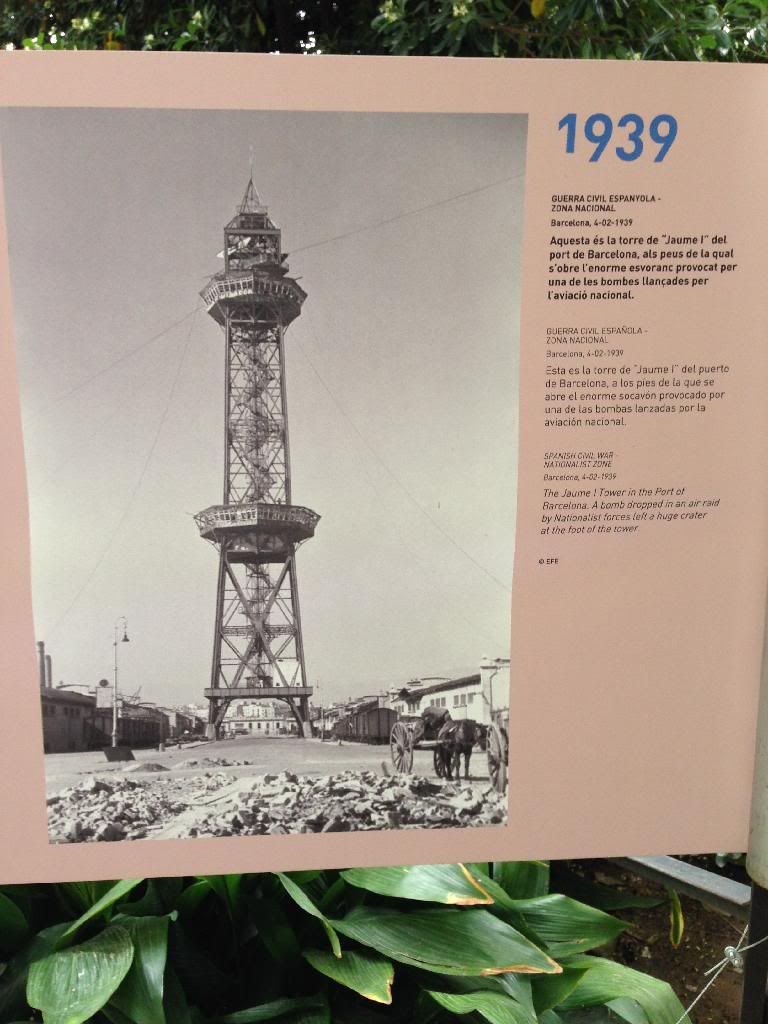 1939
GUERRA CIVIL ESPANYOLA -
ZONA NACIONAL
Barcelona, 4-02-1939
Aquesta és la torre de "Jaume I" del
port de Barcelona, als peus de la qual
s'obre l'enorme esvoranc provocat per
una de les bombes llançades per
l'aviació nacional.
GUERRA CIVIL ESPAÑOLA -
ZONA NACIONAL
Barcelona, 4-02-1939
Esta es la torre de "Jaume I" del puerto
de Barcelona, a los pies de la que se
abre el enorme socavón provocado por
una de las bombas lanzadas por la
aviación nacional.
SPANISH CIVIL WAR -
NATIONALIST ZONE
Barcelona, 4-02-1939
The Jaume I Tower in the Port of
Barcelona. A bomb dropped in an air raid
by Nationalist forces left a huge crater
at the foot of the tower.
© EFE